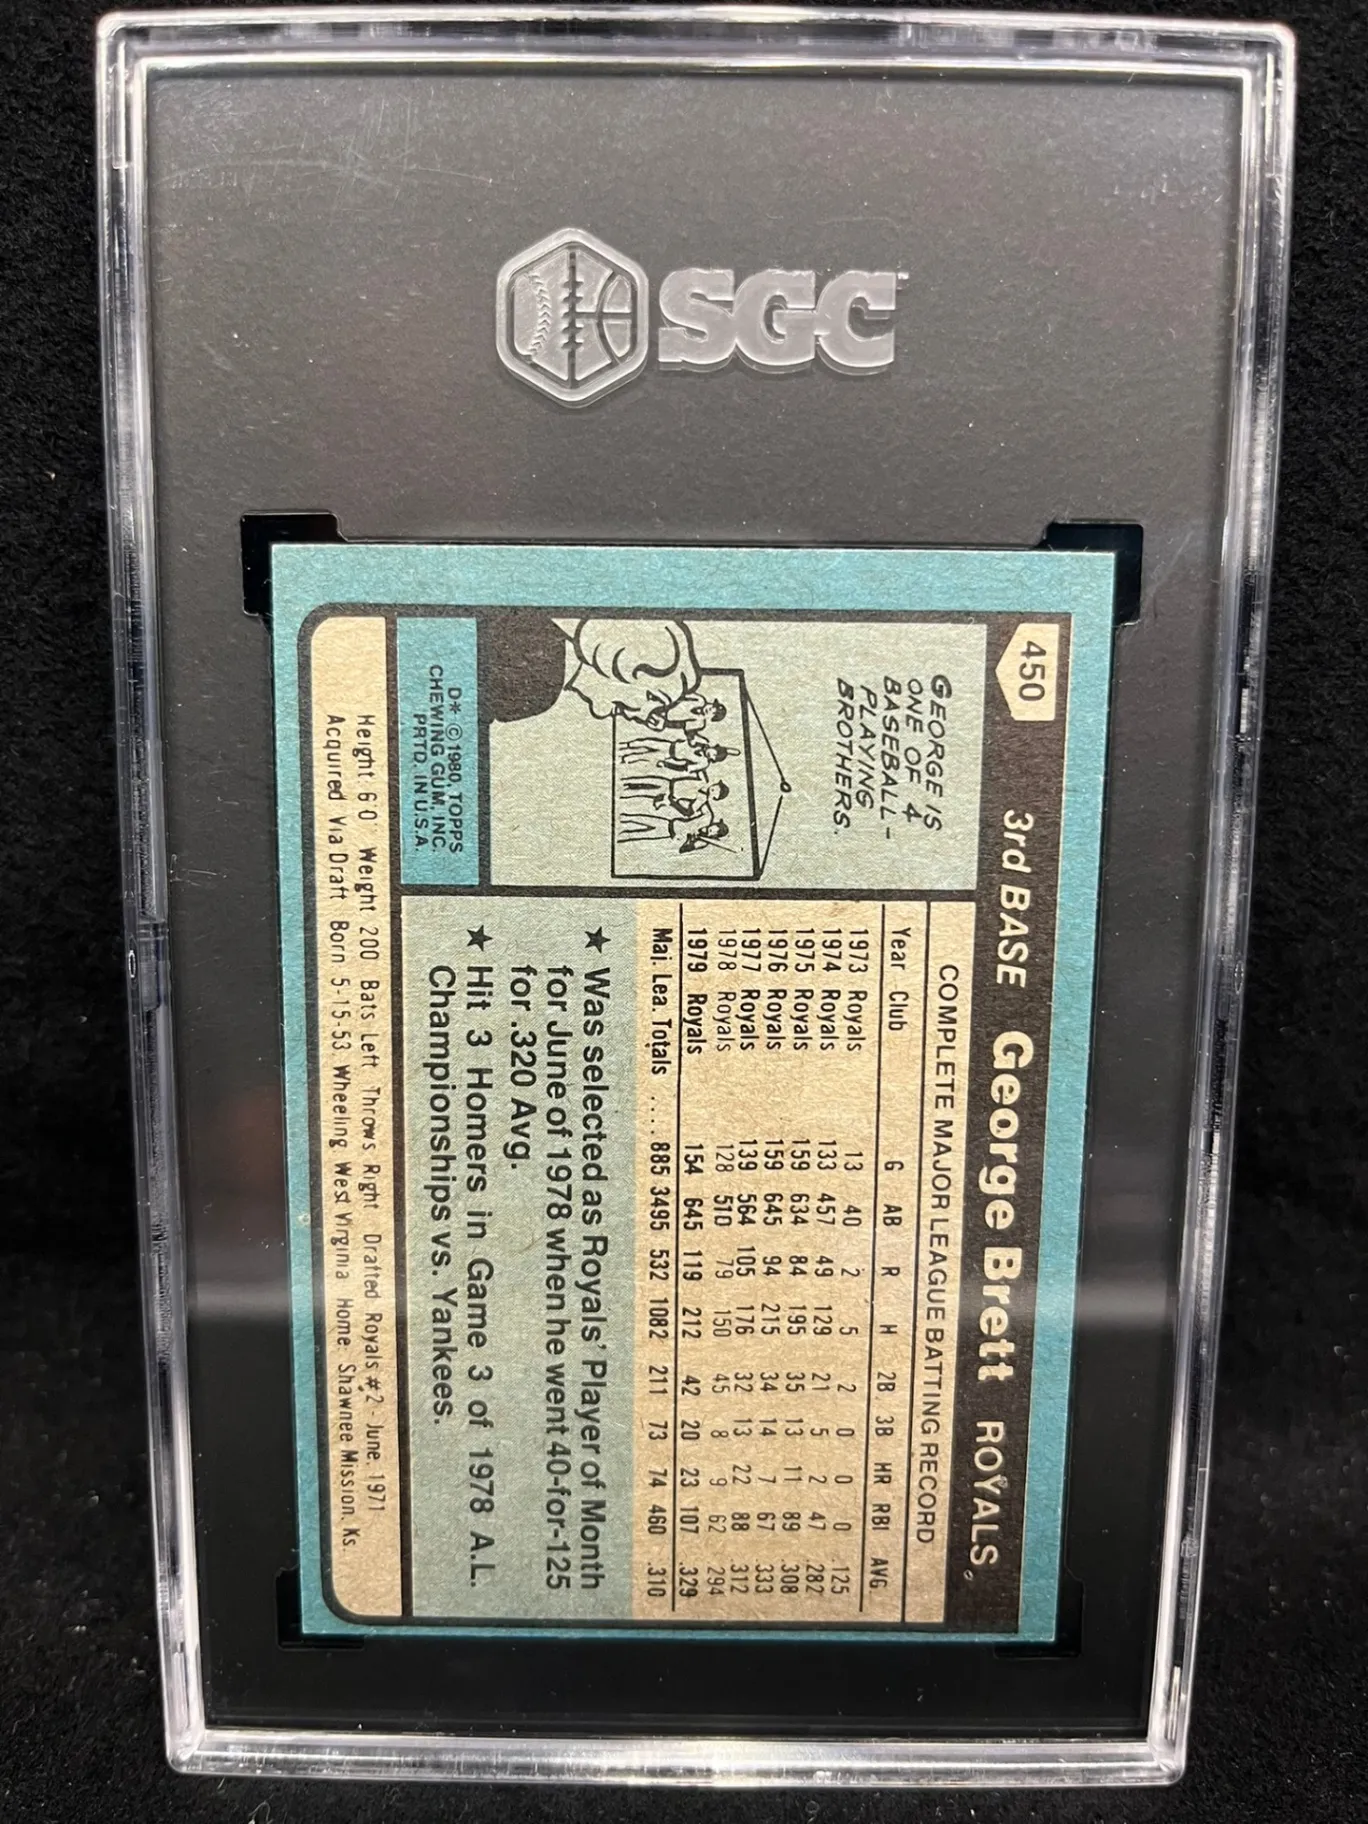 SGC
450 3rd BASE George Brett ROYALS®
GEORGE IS
ONE OF 4
BASEBALL-
PLAYING
BROTHERS.
D* © 1980, TOPPS
CHEWING GUM, INC.
PRTD. IN U.S.A.
COMPLETE MAJOR LEAGUE BATTING RECORD
Year Club G AB R H 2B 3B HR RBI AVG.
1973 Royals 13 40 2 5 2 0 0 0 .125
1974 Royals 133 457 49 129 21 5 2 47 .282
1975 Royals 159 634 84 195 35 13 11 89 .308
1976 Royals 159 645 94 215 34 14 7 67 .333
1977 Royals 139 564 105 176 32 13 22 88 .312
1978 Royals 128 510 79 150 45 8 9 62 .294
1979 Royals 154 645 119 212 42 20 23 107 .329
Maj. Lea. Totals .... 885 3495 532 1082 211 73 74 460 .310
★ Was selected as Royals' Player of Month
for June of 1978 when he went 40-for-125
for .320 Avg.
★ Hit 3 Homers in Game 3 of 1978 A.L.
Championships vs. Yankees.
Height 6'0" Weight 200 Bats Left Throws Right Drafted Royals #2 - June, 1971
Acquired Via Draft Born 5-15-53, Wheeling, West Virginia Home: Shawnee Mission, Ks.